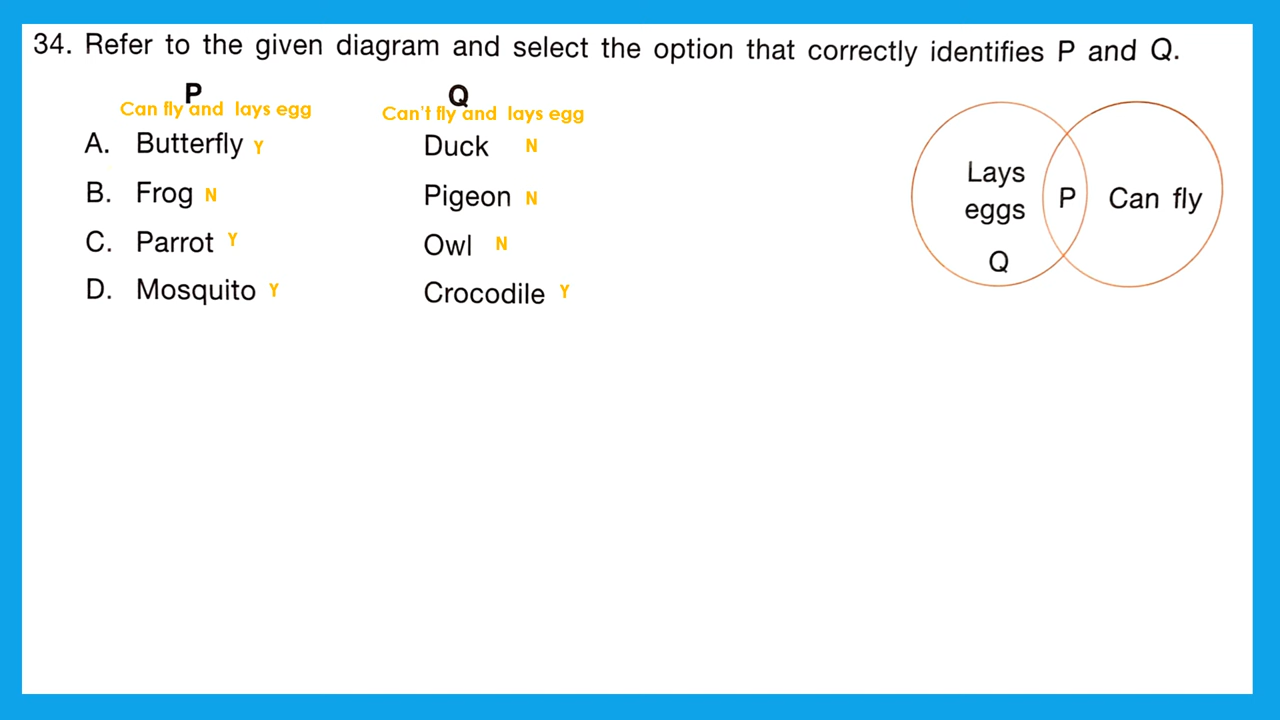 34. Refer to the given diagram and select the option that correctly identifies P and Q.
P Q
Can fly and lays egg Can't fly and lays egg
A. Butterfly Y Duck N
B. Frog N Pigeon N
C. Parrot Y Owl N
D. Mosquito Y Crocodile Y
Lays
eggs
Q
P
Can fly